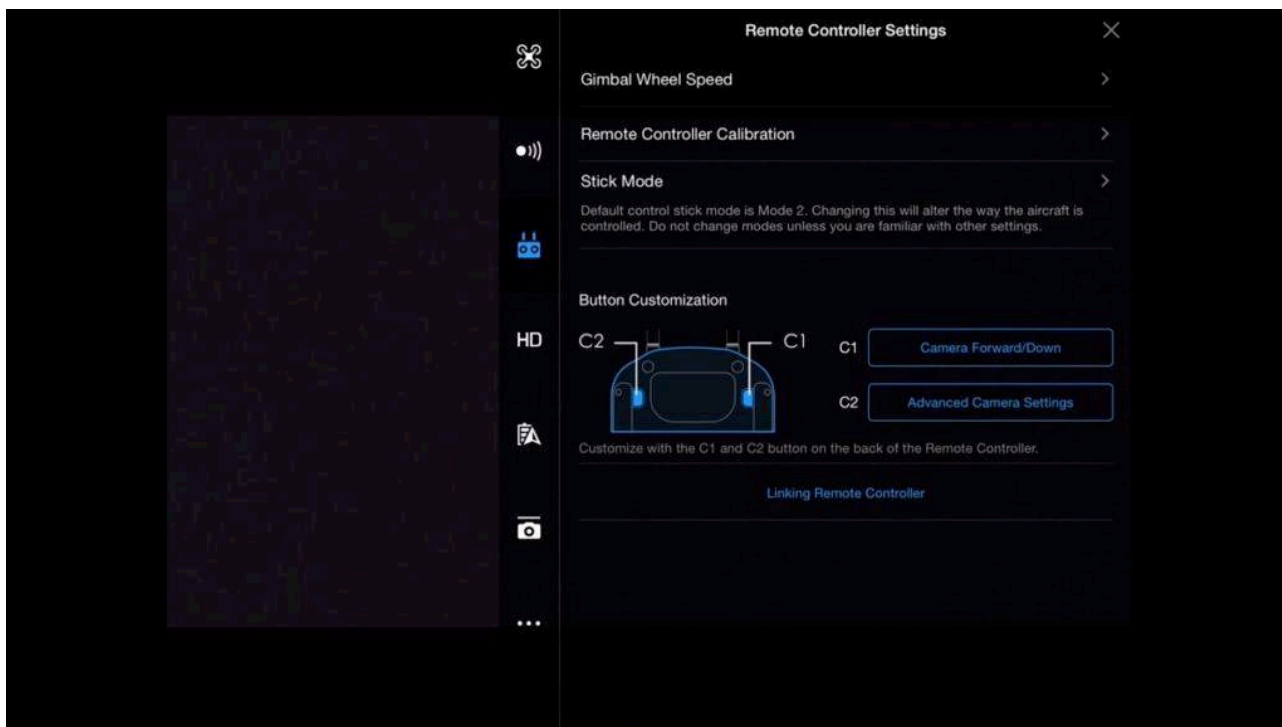 Remote Controller Settings
Gimbal Wheel Speed
Remote Controller Calibration
Stick Mode
Default control stick mode is Mode 2. Changing this will alter the way the aircraft is
controlled. Do not change modes unless you are familiar with other settings.
Button Customization
HD
C2
C1
C1
Camera Forward/Down
C2
Advanced Camera Settings
Customize with the C1 and C2 button on the back of the Remote Controller.
Linking Remote Controller